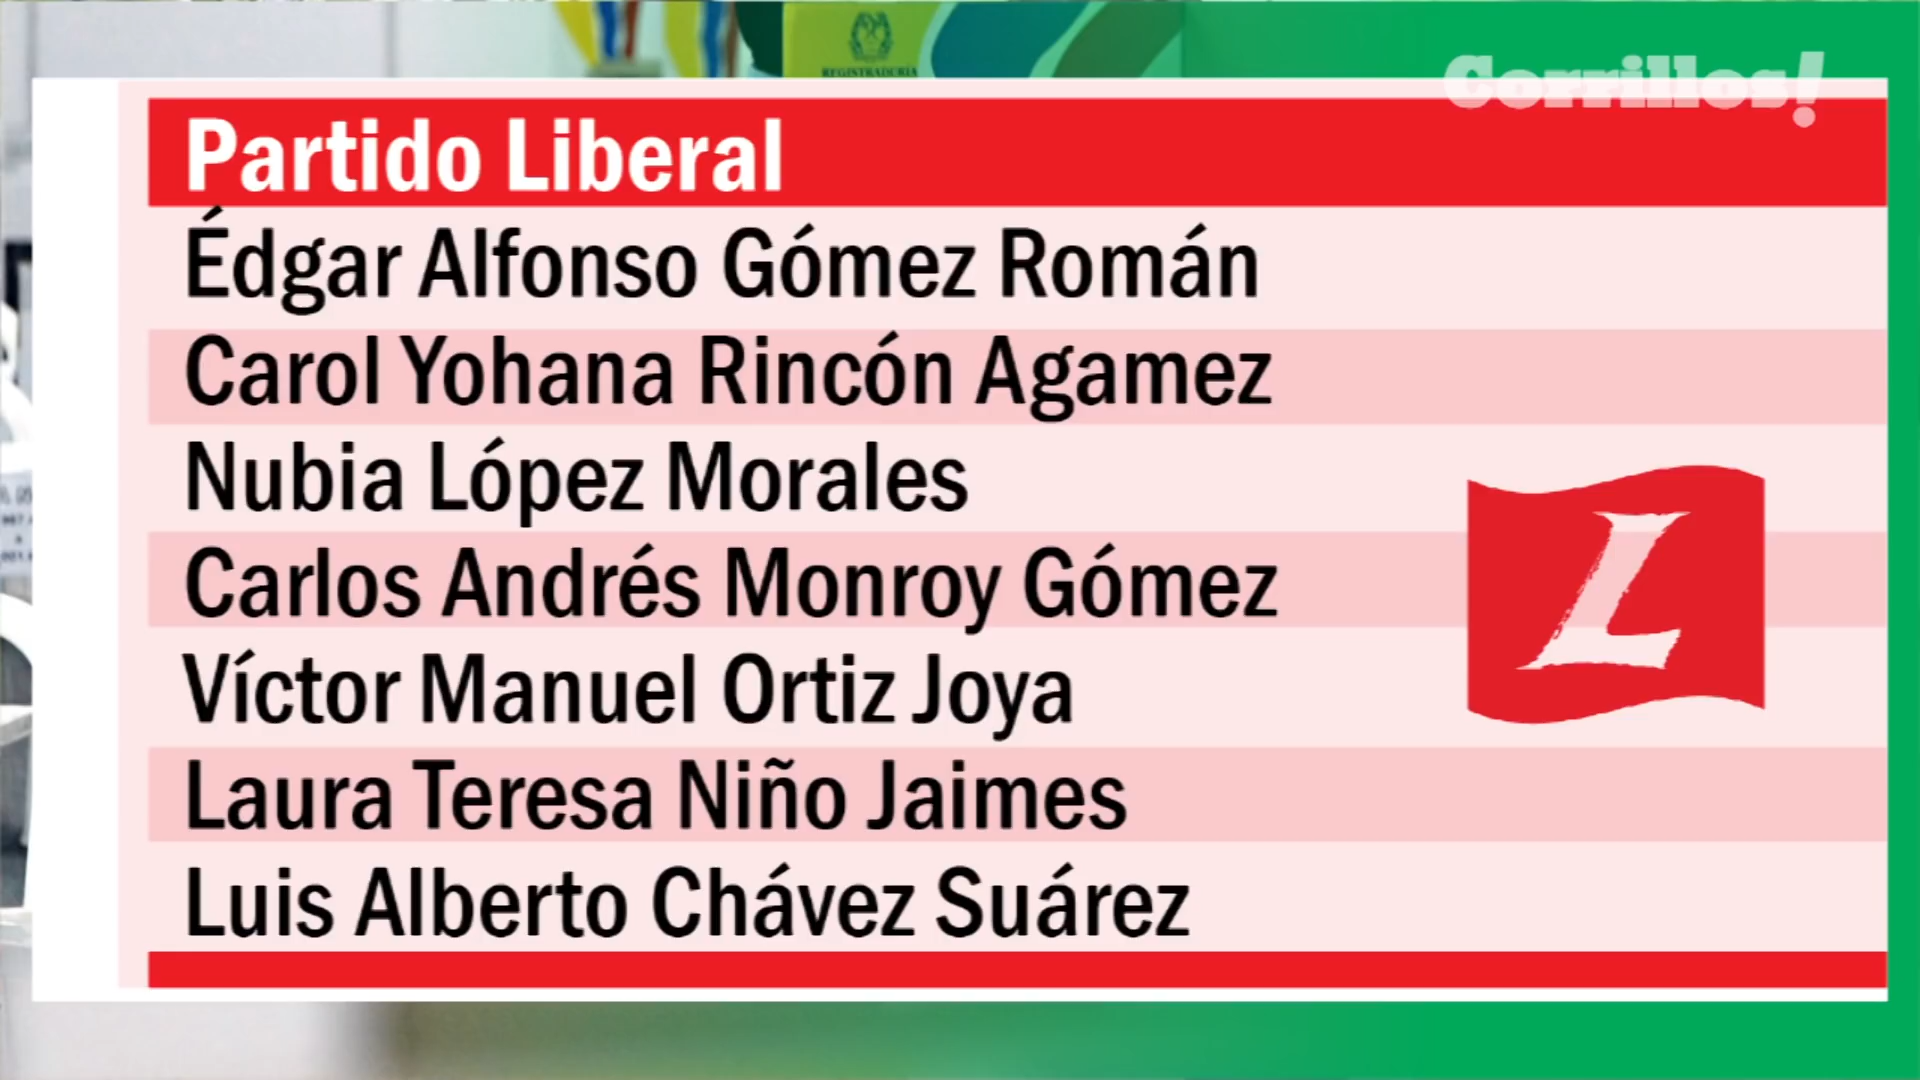 REGISTRADURÍA
Corrillos!
Partido Liberal
Édgar Alfonso Gómez Román
Carol Yohana Rincón Agamez
Nubia López Morales
Carlos Andrés Monroy Gómez
L
Víctor Manuel Ortiz Joya
Laura Teresa Niño Jaimes
Luis Alberto Chávez Suárez